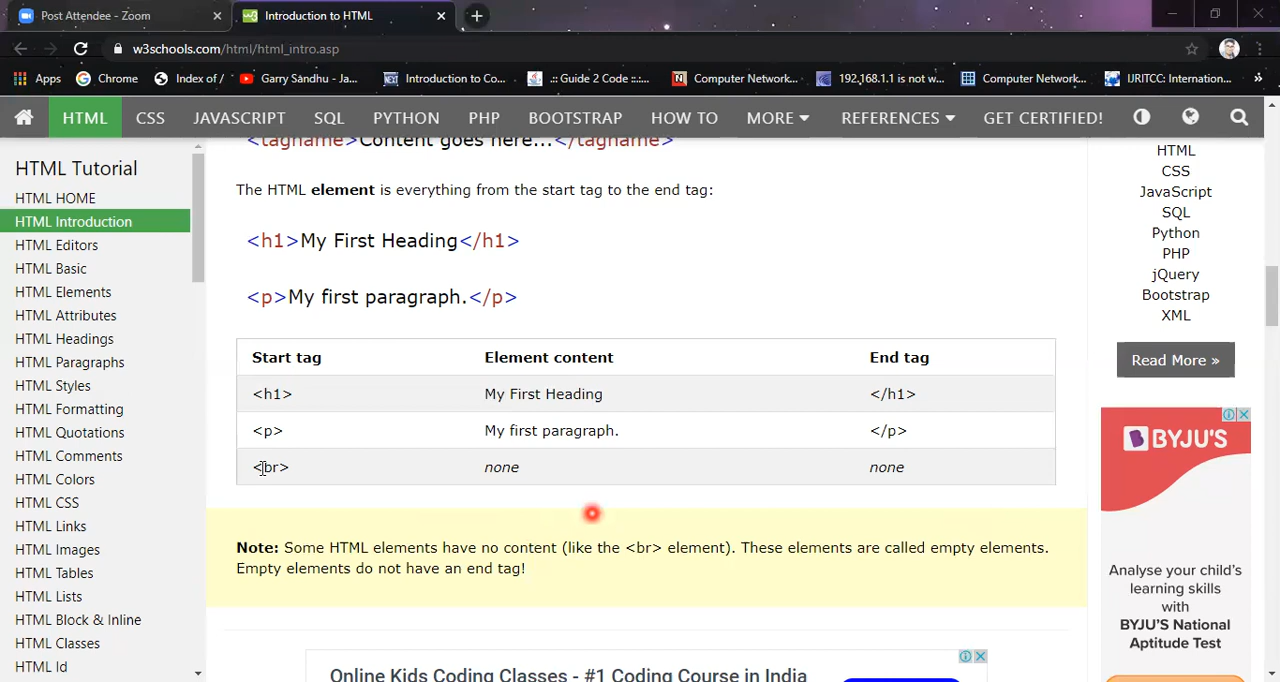 Post Attendee - Zoom
Introduction to HTML
w3schools.com/html/html_intro.asp
Apps
Chrome
Index of /
Garry Sandhu - Ja...
Introduction to Co...
.:: Guide 2 Code ::...
Computer Network...
192.168.1.1 is not w...
Computer Network...
IJRITCC: Internation...
HTML
CSS
JAVASCRIPT
SQL
PYTHON
PHP
BOOTSTRAP
HOW TO
MORE
REFERENCES
GET CERTIFIED!
HTML Tutorial
HTML HOME
HTML Introduction
HTML Editors
HTML Basic
HTML Elements
HTML Attributes
HTML Headings
HTML Paragraphs
HTML Styles
HTML Formatting
HTML Quotations
HTML Comments
HTML Colors
HTML CSS
HTML Links
HTML Images
HTML Tables
HTML Lists
HTML Block & Inline
HTML Classes
HTML Id
<tagname>Content goes here...</tagname>
The HTML element is everything from the start tag to the end tag:
<h1>My First Heading</h1>
<p>My first paragraph.</p>
Start tag Element content End tag
<h1> My First Heading </h1>
<p> My first paragraph. </p>
<br> none none
Note: Some HTML elements have no content (like the <br> element). These elements are called empty elements.
Empty elements do not have an end tag!
Online Kids Coding Classes - #1 Coding Course in India
HTML
CSS
JavaScript
SQL
Python
PHP
jQuery
Bootstrap
XML
Read More »
BYJU'S
Analyse your child's
learning skills
with
BYJU'S National
Aptitude Test